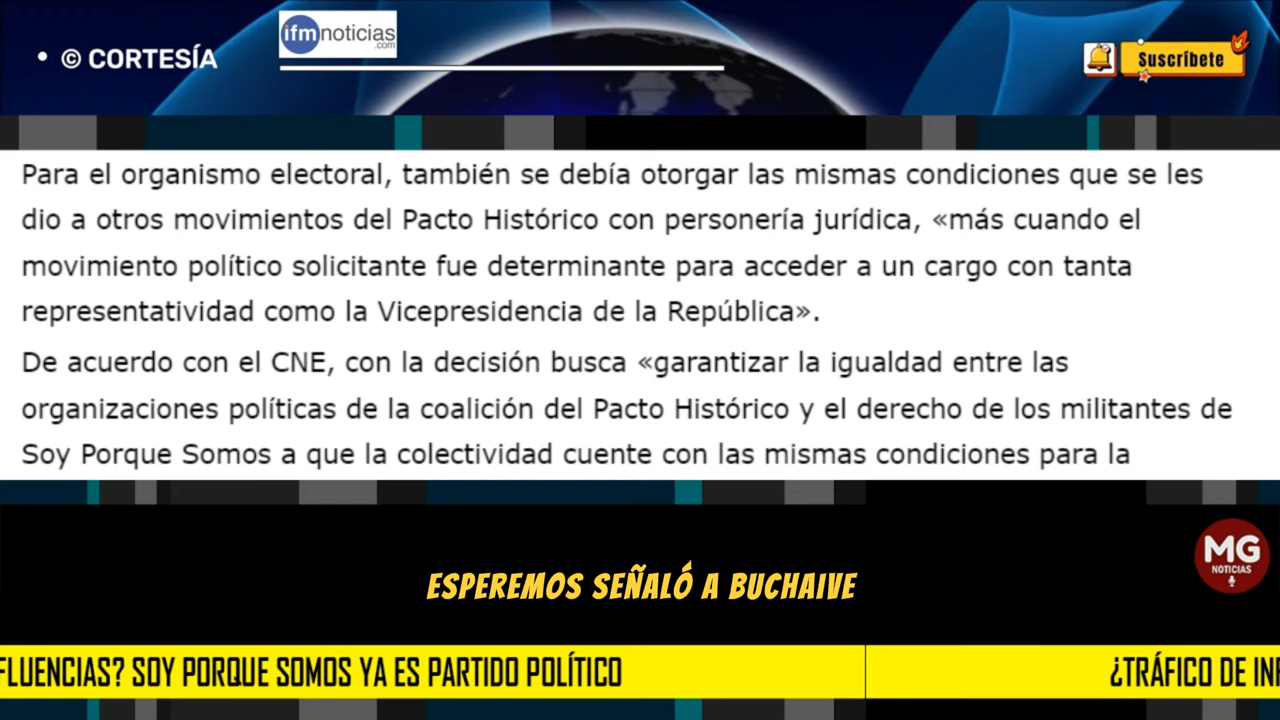 • © CORTESÍA
ifmnoticias
.com
Suscríbete
Para el organismo electoral, también se debía otorgar las mismas condiciones que se les
dio a otros movimientos del Pacto Histórico con personería jurídica, «más cuando el
movimiento político solicitante fue determinante para acceder a un cargo con tanta
representatividad como la Vicepresidencia de la República».
De acuerdo con el CNE, con la decisión busca «garantizar la igualdad entre las
organizaciones políticas de la coalición del Pacto Histórico y el derecho de los militantes de
Soy Porque Somos a que la colectividad cuente con las mismas condiciones para la
MG
NOTICIAS
ESPEREMOS SEÑALÓ A BUCHAIVE
FLUENCIAS? SOY PORQUE SOMOS YA ES PARTIDO POLÍTICO
¿TRÁFICO DE INF